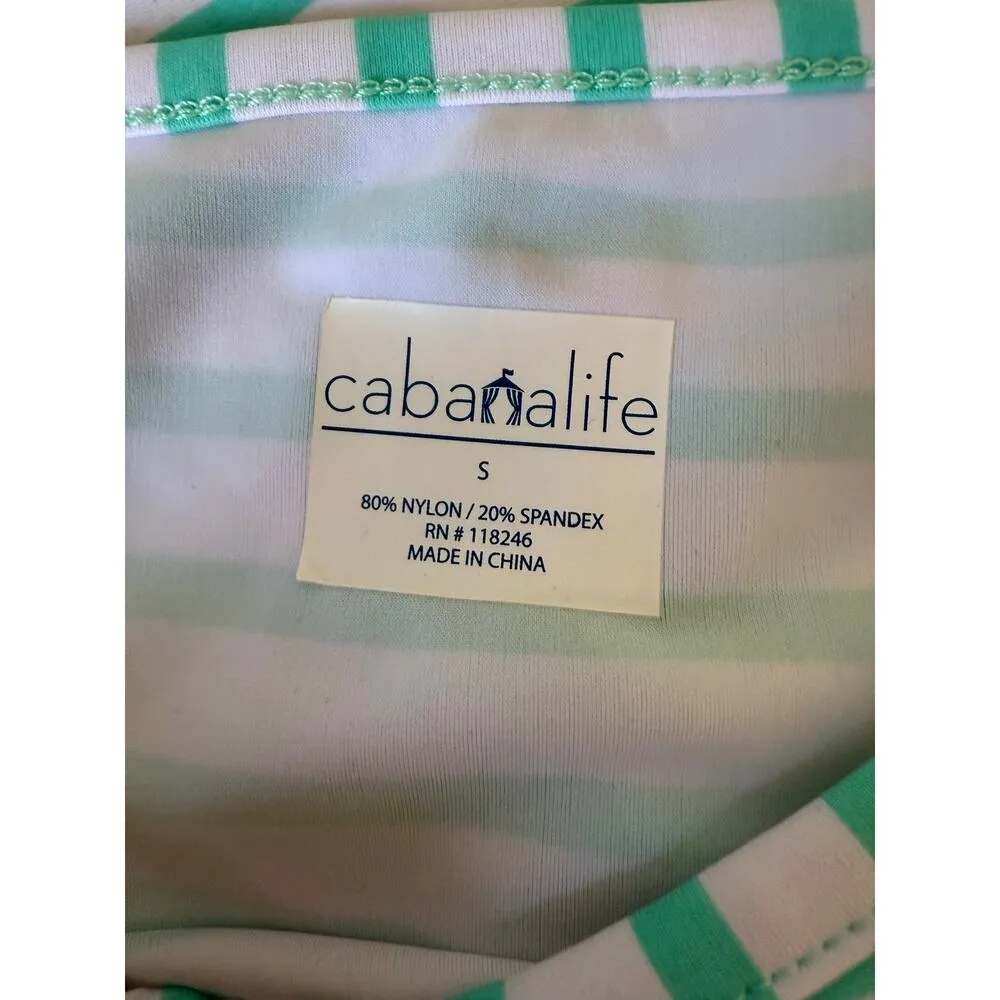 cabanalife
S
80% NYLON / 20% SPANDEX
RN # 118246
MADE IN CHINA